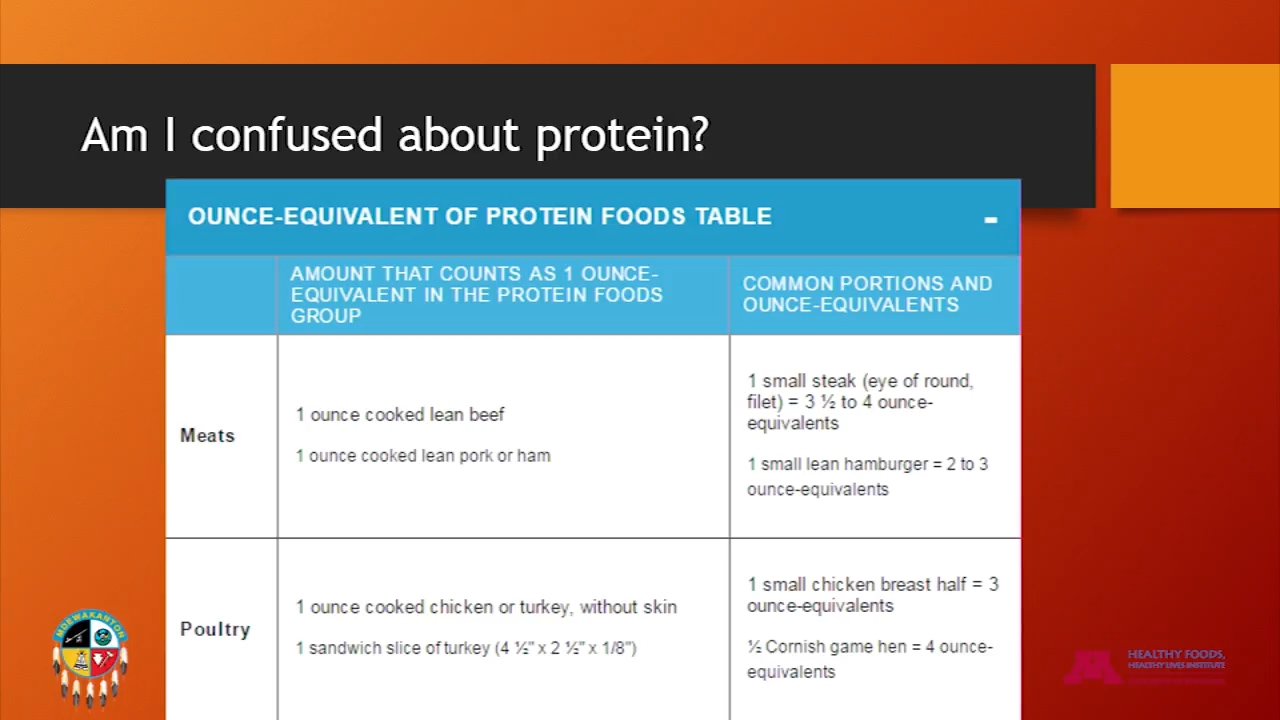 Am I confused about protein?
OUNCE-EQUIVALENT OF PROTEIN FOODS TABLE -
AMOUNT THAT COUNTS AS 1 OUNCE-
EQUIVALENT IN THE PROTEIN FOODS
GROUP
COMMON PORTIONS AND
OUNCE-EQUIVALENTS
Meats
1 ounce cooked lean beef
1 ounce cooked lean pork or ham
1 small steak (eye of round,
filet) = 3 ½ to 4 ounce-
equivalents
1 small lean hamburger = 2 to 3
ounce-equivalents
Poultry
1 ounce cooked chicken or turkey, without skin
1 sandwich slice of turkey (4 ½" x 2 ½" x 1/8")
1 small chicken breast half = 3
ounce-equivalents
½ Cornish game hen = 4 ounce-
equivalents
MDEWAKANTON
HEALTHY FOODS,
HEALTHY LIVES INSTITUTE